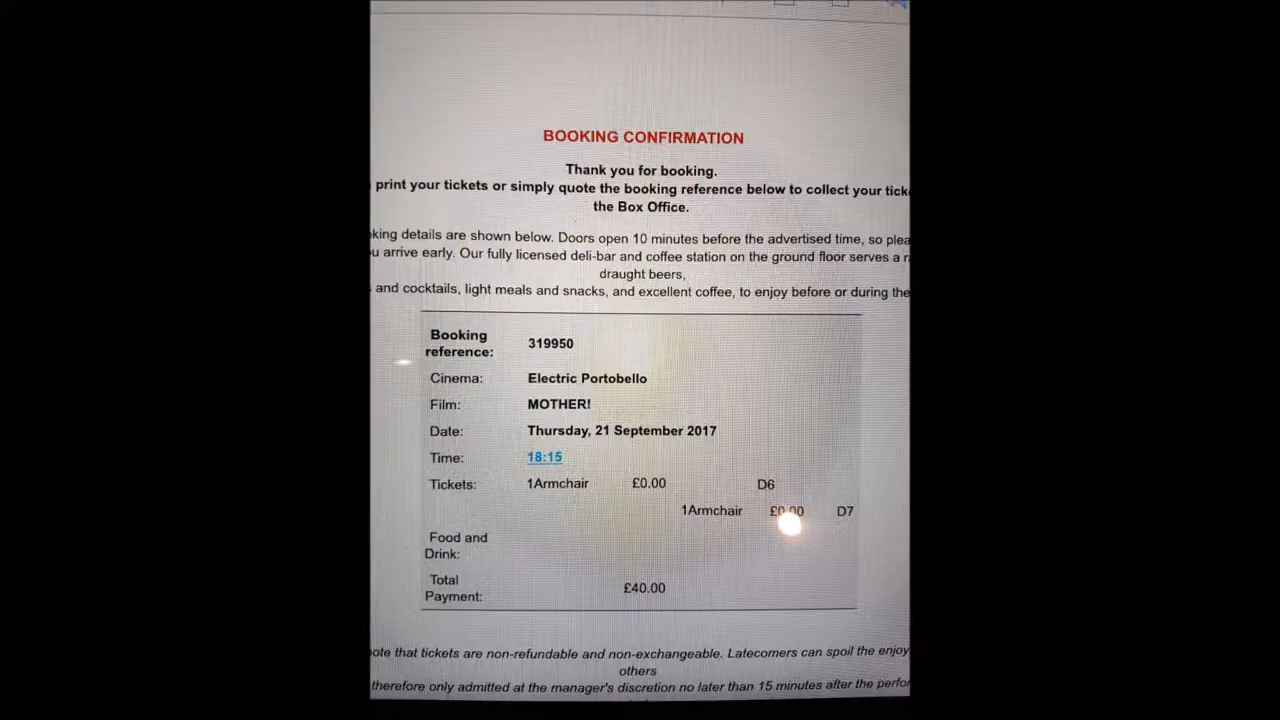 BOOKING CONFIRMATION
Thank you for booking.
print your tickets or simply quote the booking reference below to collect your
the Box Office.
details are shown below. Doors open 10 minutes before the advertised time, so
arrive early. Our fully licensed deli-bar and coffee station on the ground floor serves a
draught beers,
and cocktails, light meals and snacks, and excellent coffee, to enjoy before or during the
Booking
reference: 319950
Cinema: Electric Portobello
Film: MOTHER!
Date: Thursday, 21 September 2017
Time: 18:15
Tickets: 1Armchair £0.00 D6
1Armchair £0.00 D7
Food and
Drink:
Total
Payment: £40.00
that tickets are non-refundable and non-exchangeable. Latecomers can spoil the
others
therefore only admitted at the manager's discretion no later than 15 minutes after the